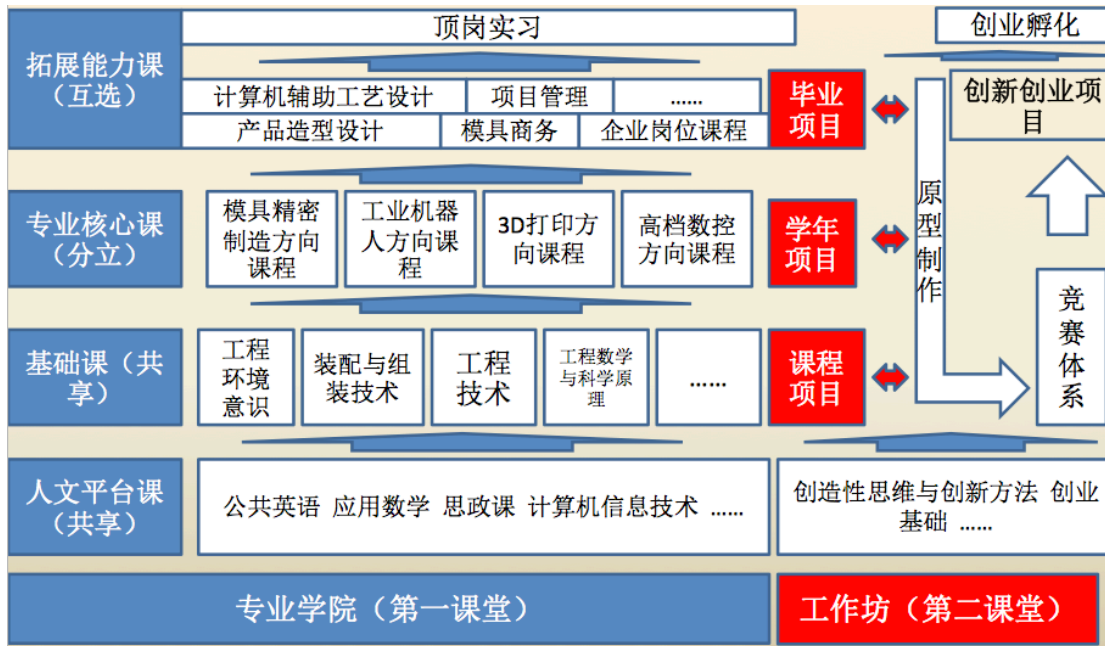 顶岗实习
创业孵化
拓展能力课
（互选）
计算机辅助工艺设计
项目管理
……
产品造型设计
模具商务
企业岗位课程
毕业
项目
创新创业项
目
专业核心课
（分立）
模具精密
制造方向
课程
工业机器
人方向课
程
3D打印方
向课程
高档数控
方向课程
学年
项目
原型制作
基础课（共
享）
工程
环境
意识
装配与组
装技术
工程
技术
工程数学
与科学原
理
……
课程
项目
竞赛体系
人文平台课
（共享）
公共英语 应用数学 思政课 计算机信息技术 ……
创造性思维与创新方法 创业
基础 ……
专业学院（第一课堂）
工作坊（第二课堂）